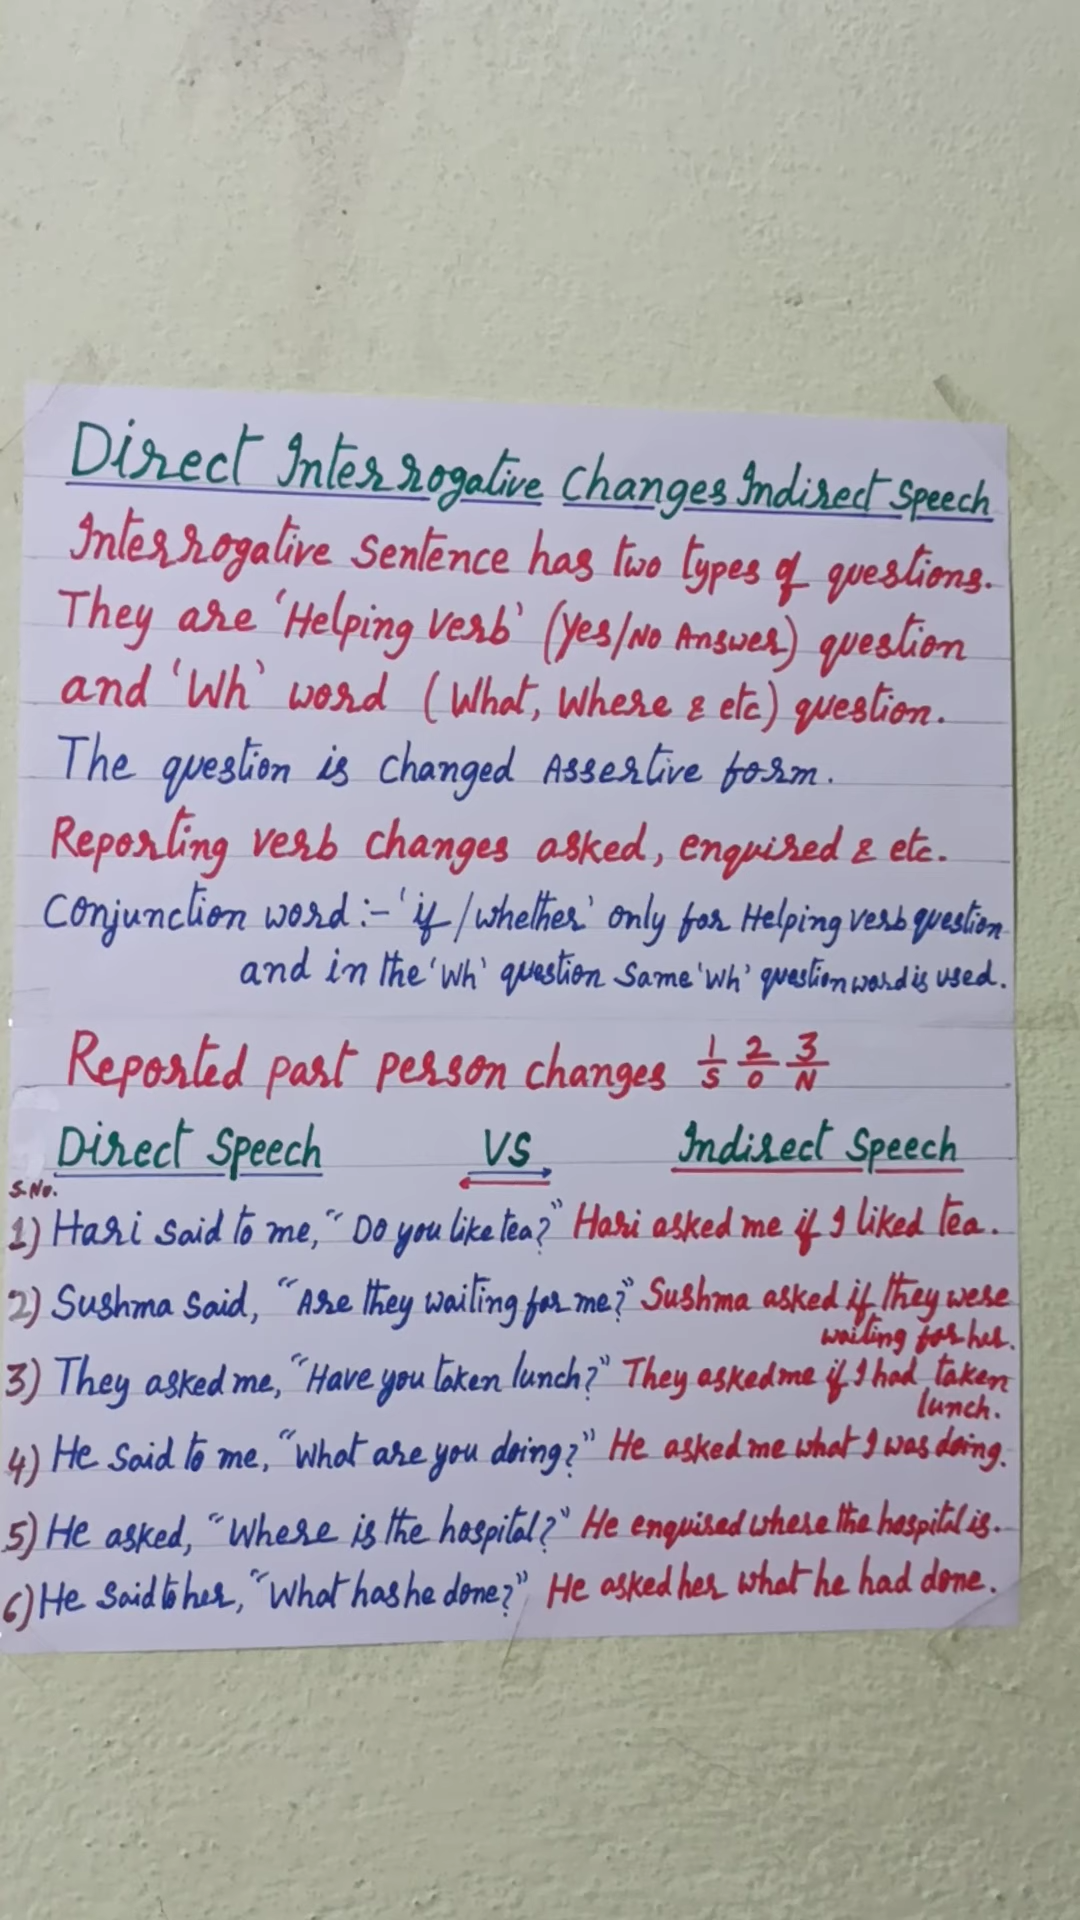 Direct Interrogative Changes Indirect Speech
Interrogative Sentence has two types of questions.
They are 'Helping verb' (Yes/No Answer) question
and 'Wh' word (What, Where & etc) question.
The question is changed Assertive form.
Reporting verb changes asked, enquired & etc.
Conjunction word :- 'if/whether' only for Helping verb question
and in the 'Wh' question Same 'Wh' question word is used.
Reported part person changes 1/S 2/O 3/N
Direct Speech VS Indirect Speech
S.No.
1) Hari said to me, "Do you like tea?" Hari asked me if I liked tea.
2) Sushma Said, "Are they waiting for me?" Sushma asked if they were
waiting for her.
3) They asked me, "Have you taken lunch?" They asked me if I had taken
lunch.
4) He Said to me, "What are you doing?" He asked me what I was doing.
5) He asked, "Where is the hospital?" He enquired where the hospital is.
6) He Said to her, "What has he done?" He asked her what he had done.